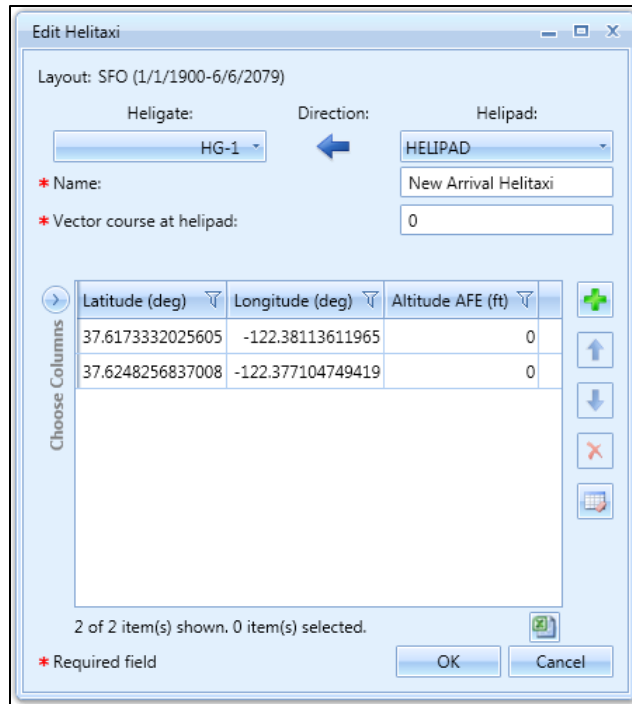 Edit Helitaxi
Layout: SFO (1/1/1900-6/6/2079)
Heligate: Direction: Helipad:
HG-1 HELIPAD
* Name: New Arrival Helitaxi
* Vector course at helipad: 0
Choose Columns
Latitude (deg) Longitude (deg) Altitude AFE (ft)
37.6173332025605 -122.38113611965 0
37.6248256837008 -122.377104749419 0
2 of 2 item(s) shown. 0 item(s) selected.
* Required field OK Cancel